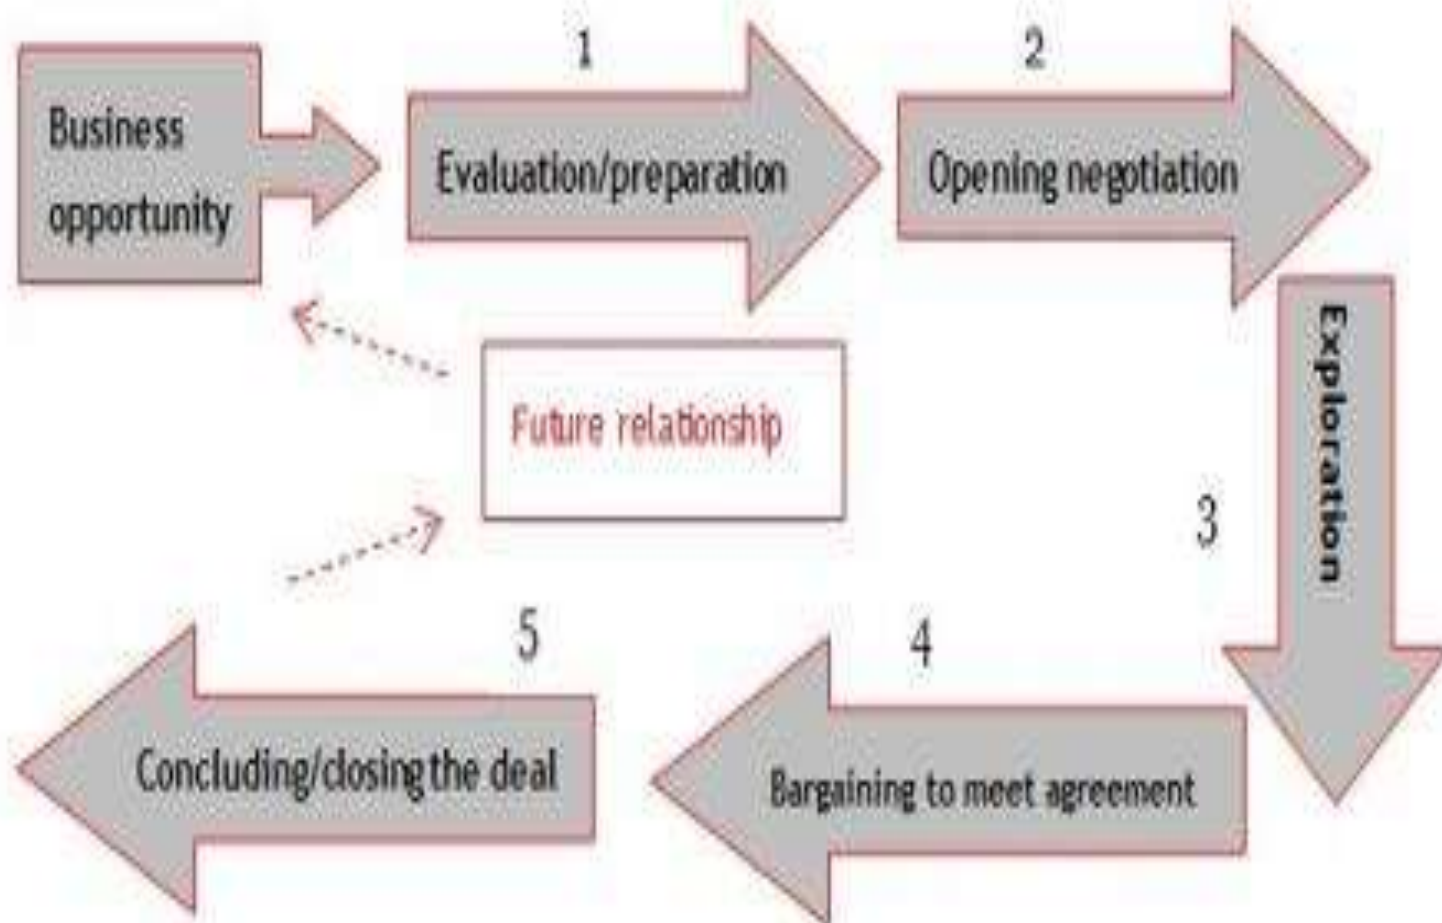 Business
opportunity
1
Evaluation/preparation
2
Opening negotiation
Exploration
3
Future relationship
4
Bargaining to meet agreement
5
Concluding/closing the deal